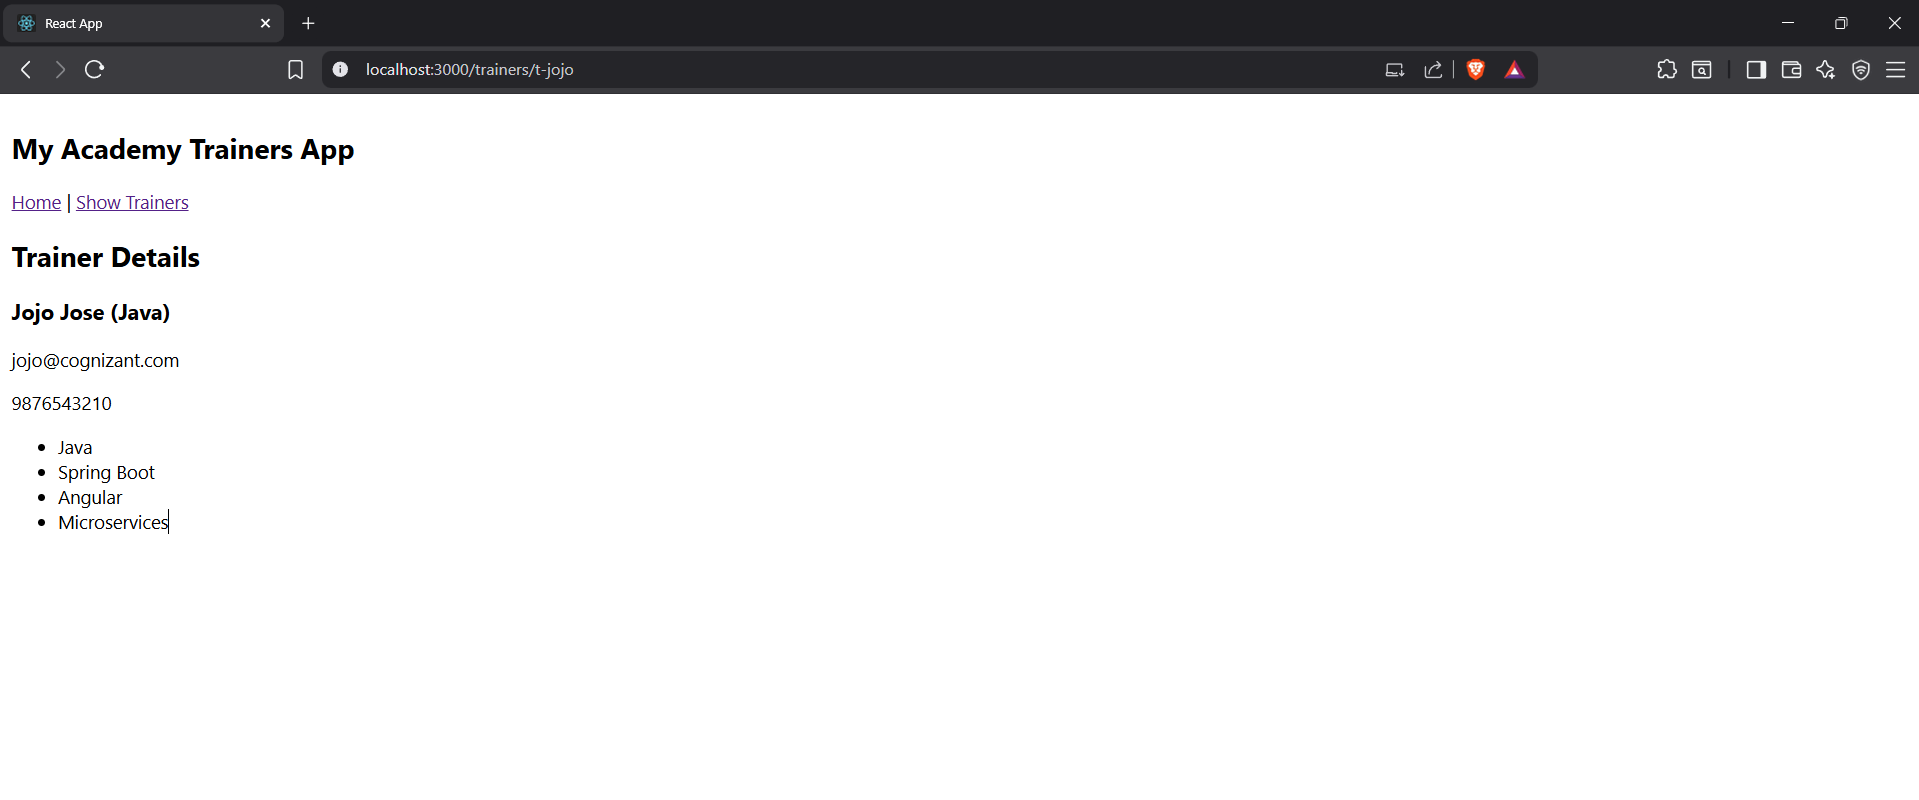 React App
localhost:3000/trainers/t-jojo
My Academy Trainers App
Home | Show Trainers
Trainer Details
Jojo Jose (Java)
jojo@cognizant.com
9876543210
Java
Spring Boot
Angular
Microservices